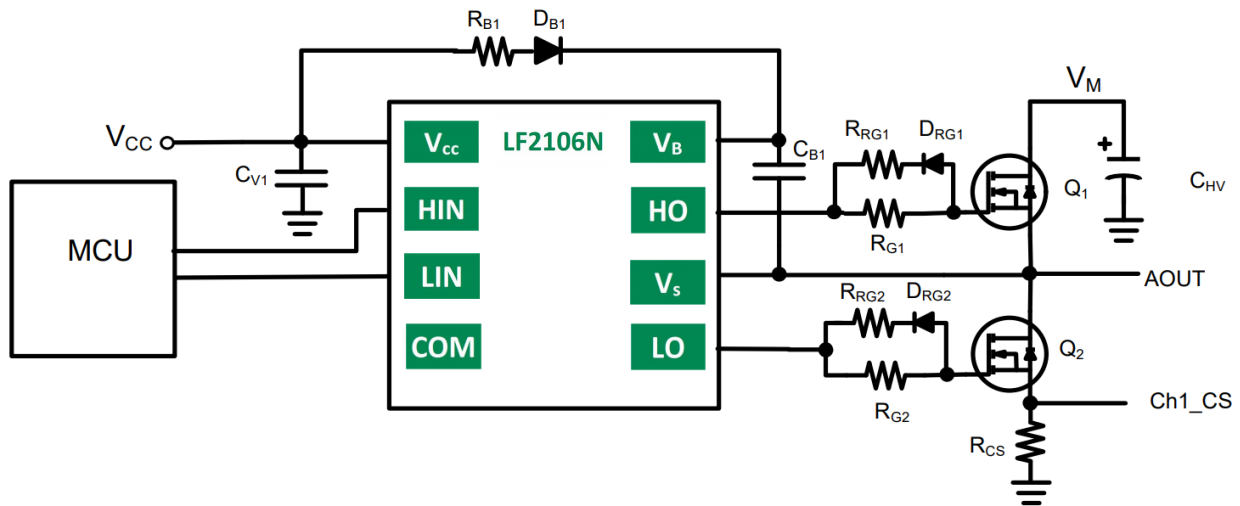 RB1
DB1
VM
VCC
Vcc
LF2106N
VB
CB1
RRG1
DRG1
+
CV1
Q1
CHV
HIN
HO
MCU
RG1
LIN
Vs
AOUT
RRG2
DRG2
COM
LO
Q2
RG2
Ch1_CS
RCS